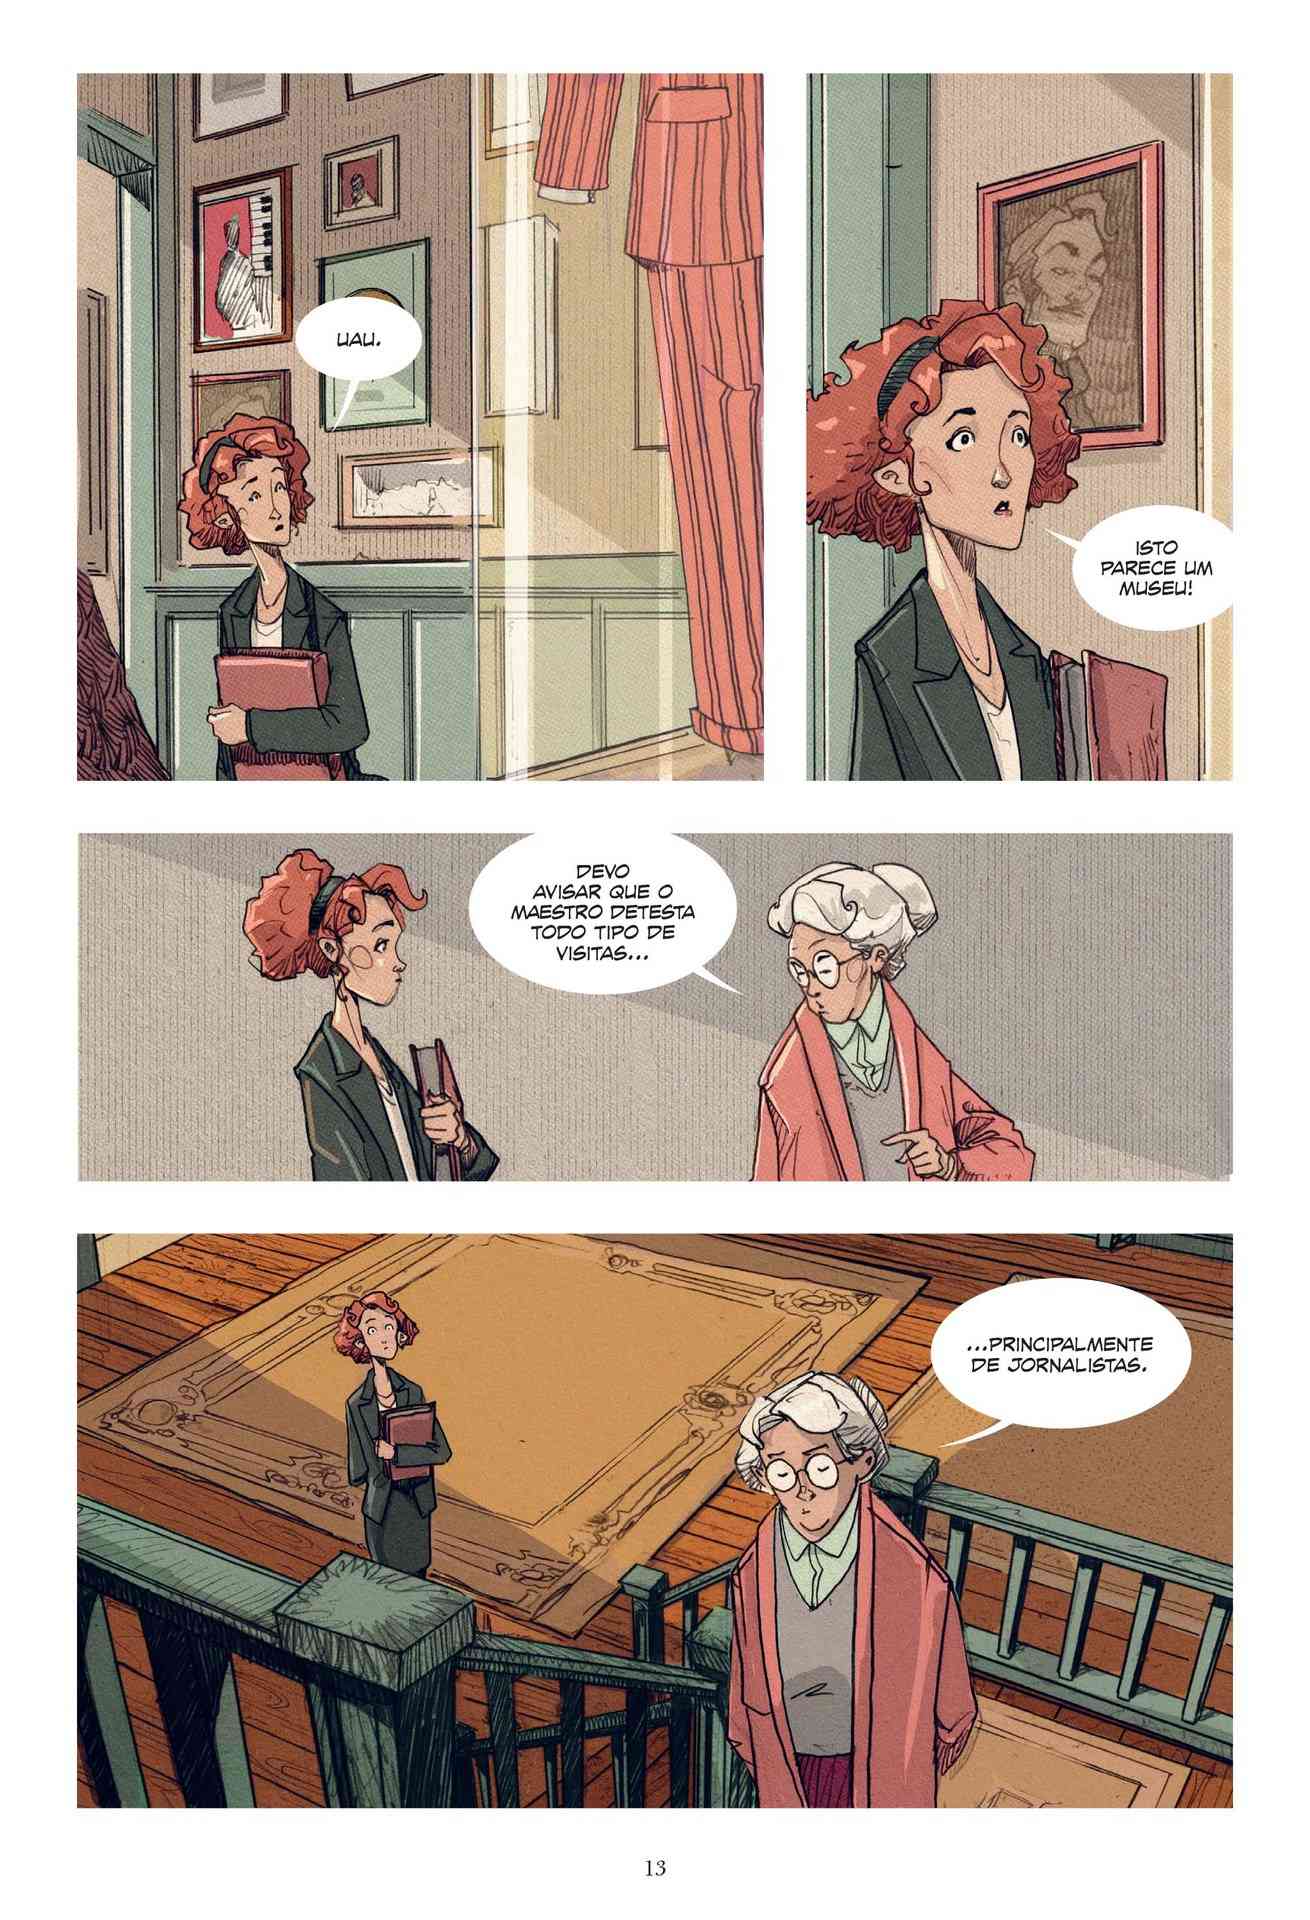 UAU.
ISTO
PARECE UM
MUSEU!
DEVO
AVISAR QUE O
MAESTRO DETESTA
TODO TIPO DE
VISITAS...
...PRINCIPALMENTE
DE JORNALISTAS.
13